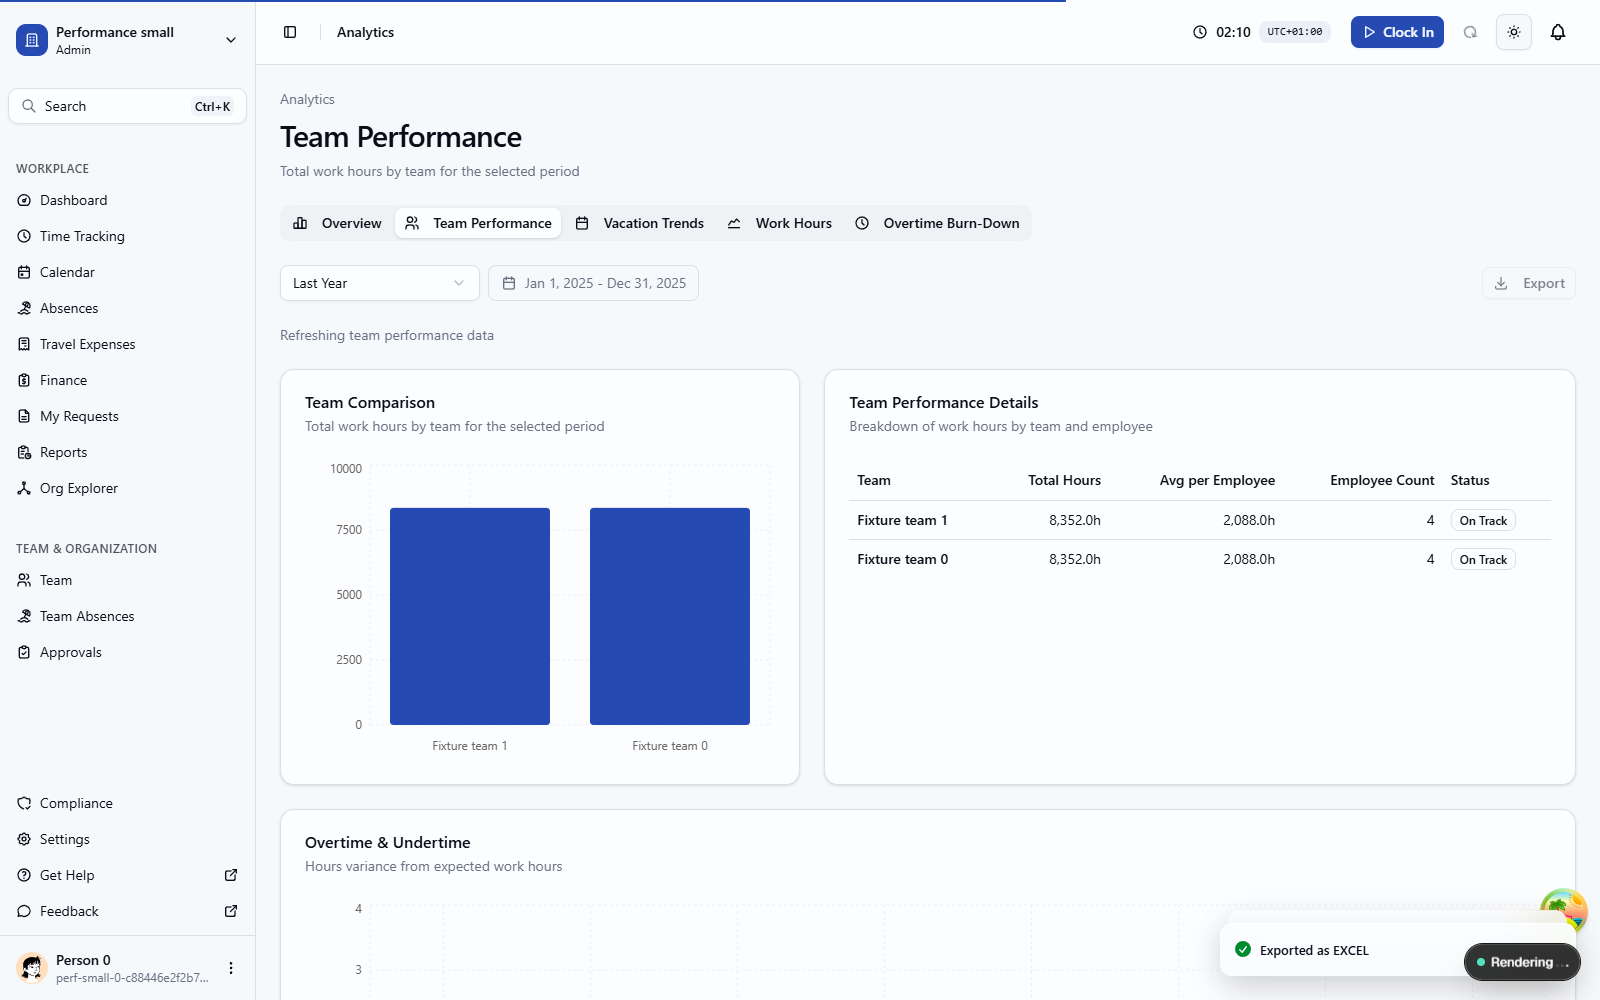 Performance small
Admin
Search
Ctrl+K
WORKPLACE
Dashboard
Time Tracking
Calendar
Absences
Travel Expenses
Finance
My Requests
Reports
Org Explorer
TEAM & ORGANIZATION
Team
Team Absences
Approvals
Compliance
Settings
Get Help
Feedback
Person 0
perf-small-0-c88446e2f2b7...
Analytics
02:10
UTC+01:00
Clock In
Analytics
Team Performance
Total work hours by team for the selected period
Overview
Team Performance
Vacation Trends
Work Hours
Overtime Burn-Down
Last Year
Jan 1, 2025 - Dec 31, 2025
Export
Refreshing team performance data
Team Comparison
Total work hours by team for the selected period
10000
7500
5000
2500
0
Fixture team 1
Fixture team 0
Team Performance Details
Breakdown of work hours by team and employee
Team Total Hours Avg per Employee Employee Count Status
Fixture team 1 8,352.0h 2,088.0h 4 On Track
Fixture team 0 8,352.0h 2,088.0h 4 On Track
Overtime & Undertime
Hours variance from expected work hours
4
3
Exported as EXCEL
Rendering ...